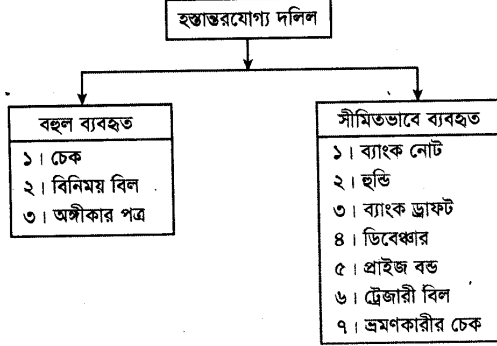 হস্তান্তরযোগ্য দলিল
বহুল ব্যবহৃত
১। চেক
২। বিনিময় বিল
৩। অঙ্গীকার পত্র
সীমিতভাবে ব্যবহৃত
১। ব্যাংক নোট
২। হুন্ডি
৩। ব্যাংক ড্রাফট
৪। ডিবেঞ্চার
৫। প্রাইজ বন্ড
৬। ট্রেজারী বিল
৭। ভ্রমণকারীর চেক